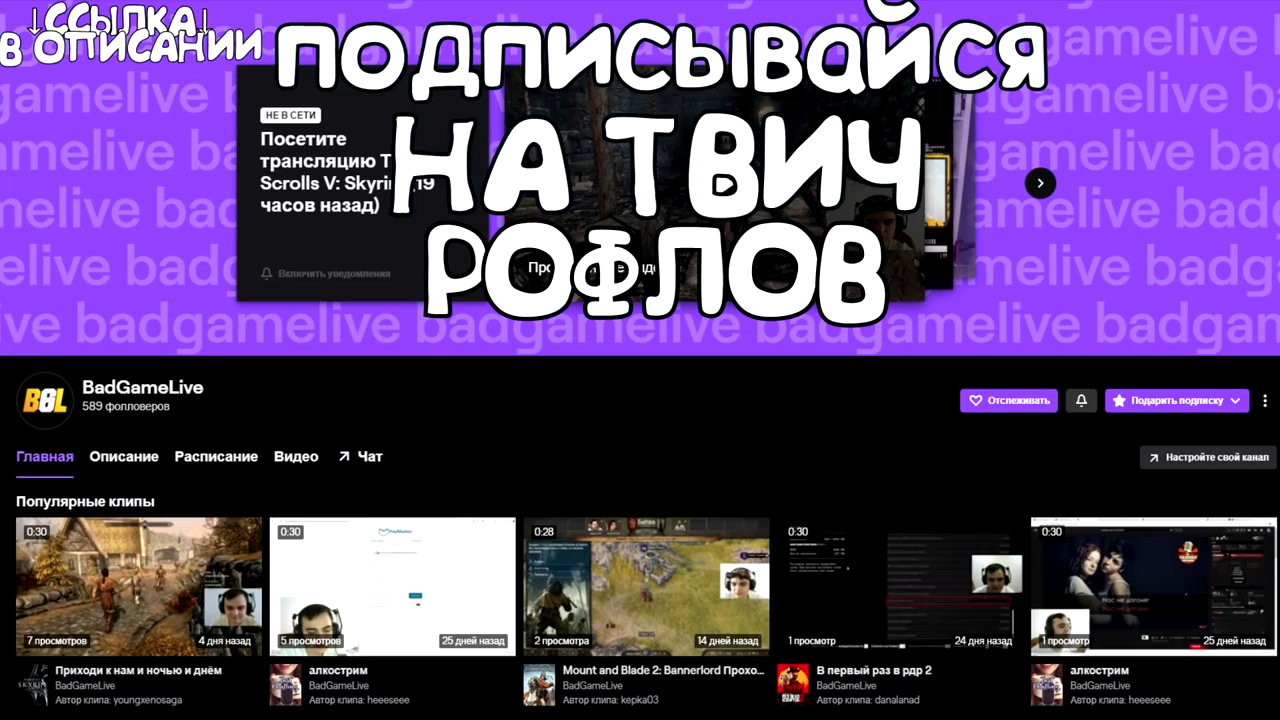 ↓ССЫЛКА↓
В ОПИСАНИИ
ПОДПИСЫВАЙСЯ
НА ТВИЧ
РОФЛОВ
НЕ В СЕТИ
Посетите
трансляцию T
Scrolls V: Skyri 19
часов назад)
Включить уведомления
BGL
BadGameLive
589 фолловеров
Отслеживать
Подарить подписку
Главная
Описание
Расписание
Видео
Чат
Настройте свой канал
Популярные клипы
0:30
7 просмотров
4 дня назад
0:30
5 просмотров
25 дней назад
0:28
2 просмотра
14 дней назад
0:30
1 просмотр
24 дня назад
0:30
Нас не догонят
1 просмотр
25 дней назад
Приходи к нам и ночью и днём
BadGameLive
Автор клипа: youngxenosaga
алкострим
BadGameLive
Автор клипа: heeeseee
Mount and Blade 2: Bannerlord Прохо...
BadGameLive
Автор клипа: kepka03
В первый раз в рдр 2
BadGameLive
Автор клипа: danalanad
алкострим
BadGameLive
Автор клипа: heeeseee